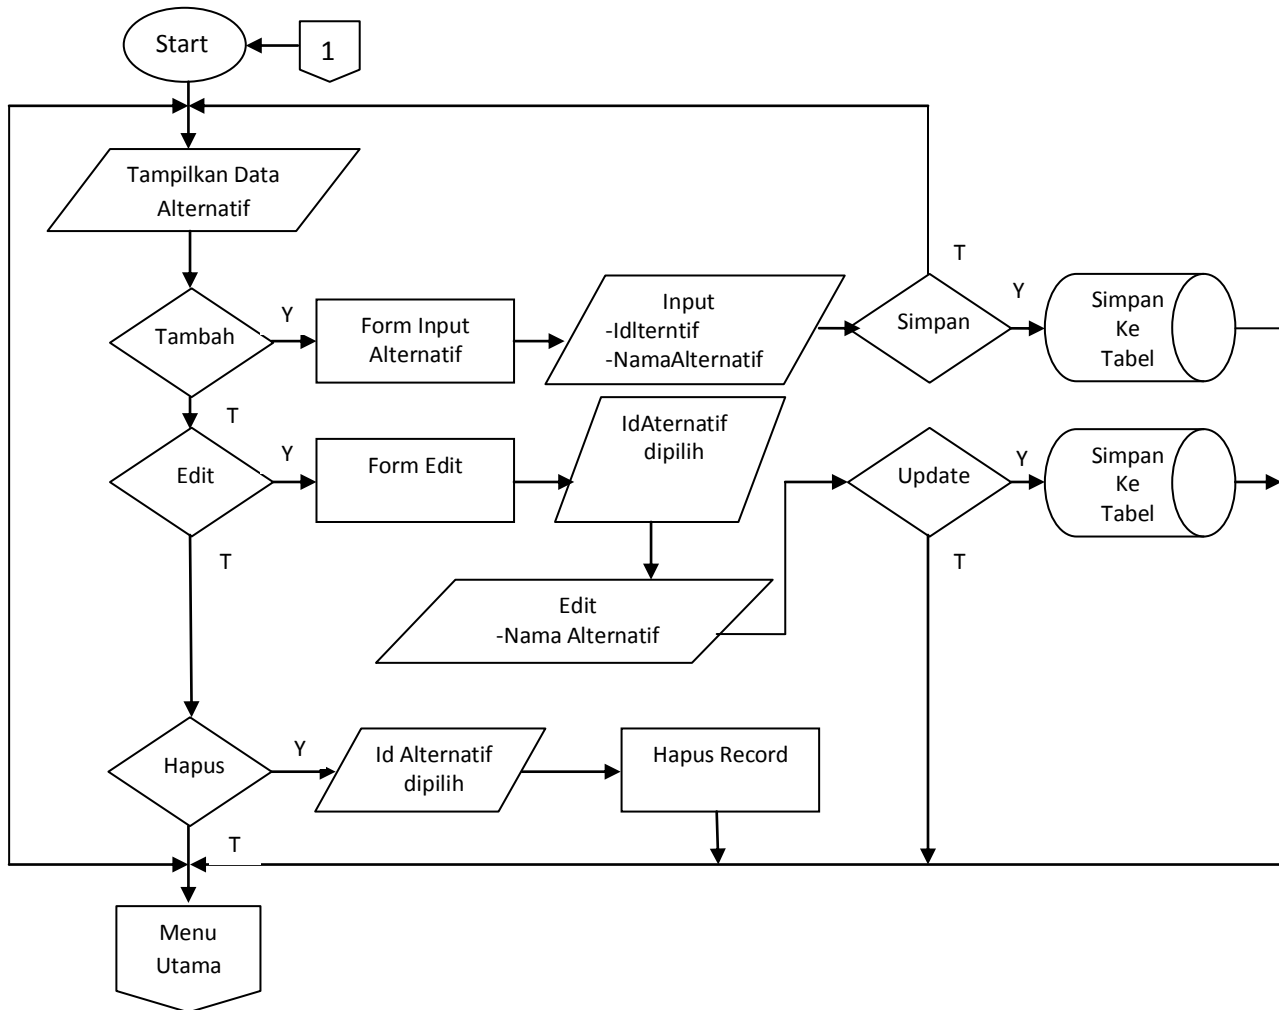 Start
1
Tampilkan Data
Alternatif
Tambah
Y
Form Input
Alternatif
Input
-IdIterntif
-NamaAlternatif
Simpan
T
Y
Simpan
Ke
Tabel
T
Edit
Y
Form Edit
IdAternatif
dipilih
Update
Y
Simpan
Ke
Tabel
T
T
Edit
-Nama Alternatif
Hapus
Y
Id Alternatif
dipilih
Hapus Record
T
Menu
Utama